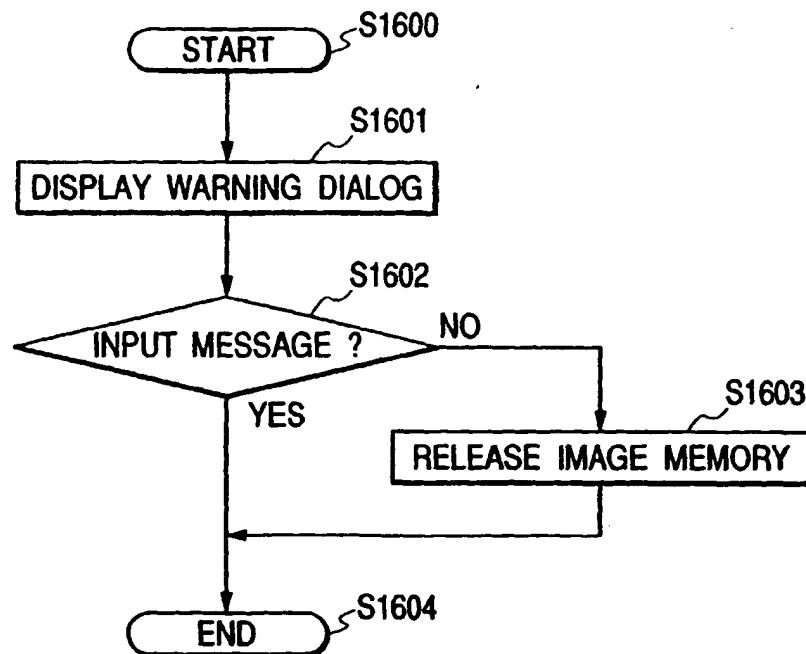 START
S1600
S1601
DISPLAY WARNING DIALOG
S1602
INPUT MESSAGE ?
NO
YES
S1603
RELEASE IMAGE MEMORY
END
S1604